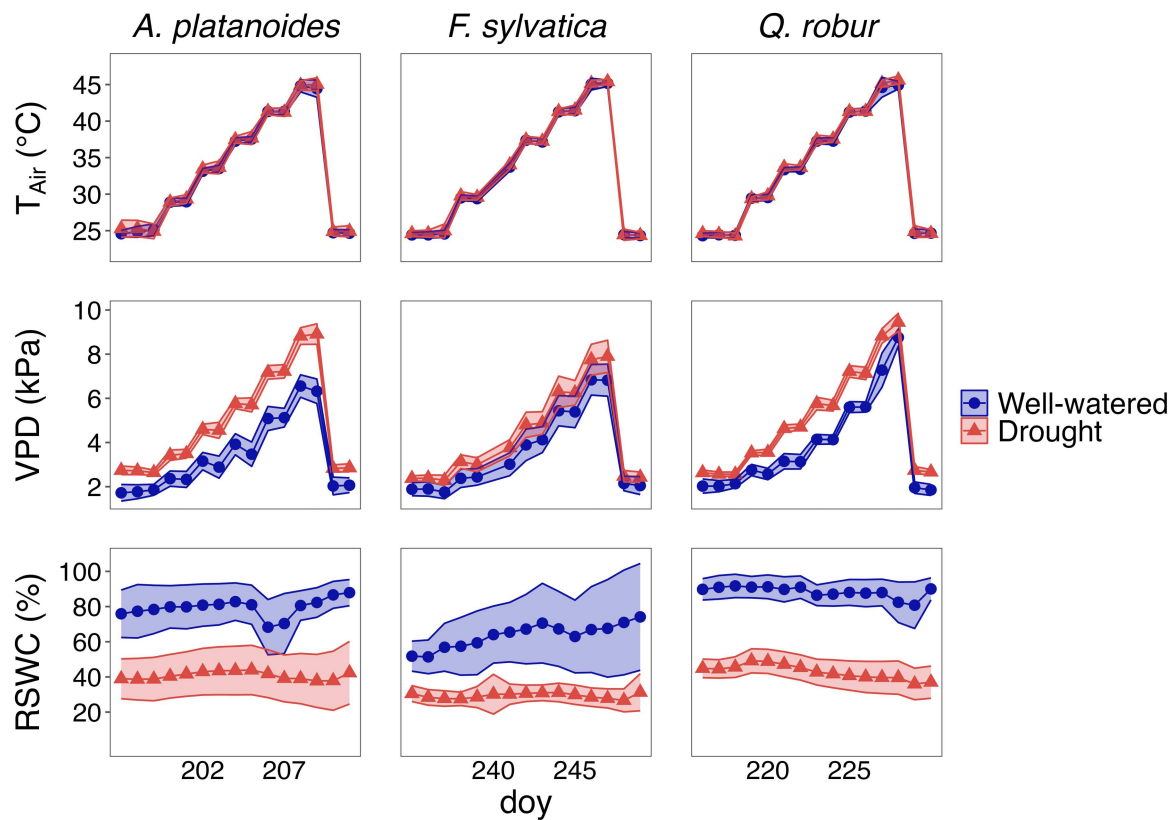 A. platanoides F. sylvatica Q. robur
T Air (°C)
45
40
35
30
25
VPD (kPa)
10
8
6
4
2
Well-watered
Drought
RSWC (%)
100
80
60
40
20
202 207 240 245 220 225
doy